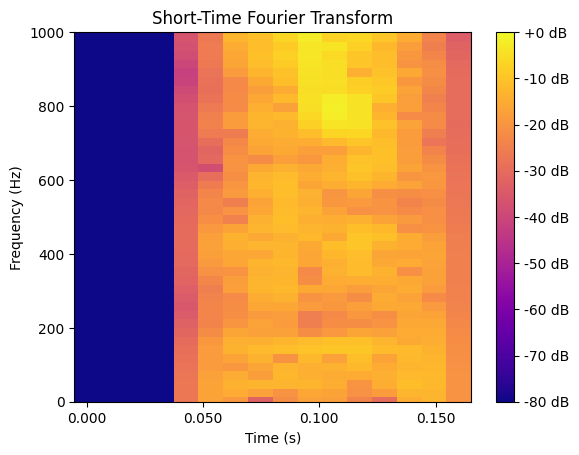 Short-Time Fourier Transform
1000
800
600
400
200
0
Frequency (Hz)
0.000
0.050
0.100
0.150
Time (s)
+0 dB
-10 dB
-20 dB
-30 dB
-40 dB
-50 dB
-60 dB
-70 dB
-80 dB